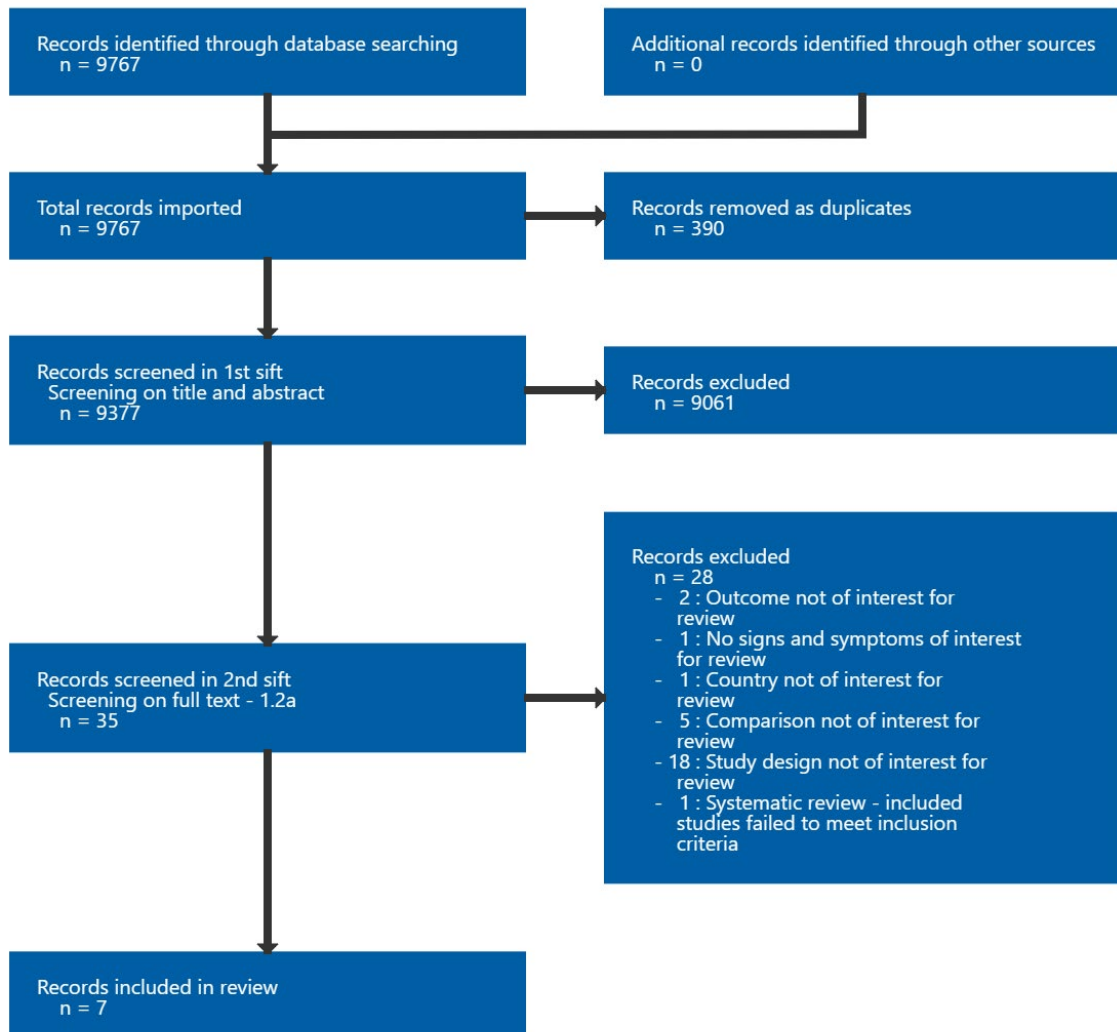 Records identified through database searching
n = 9767
Additional records identified through other sources
n = 0
Total records imported
n = 9767
Records removed as duplicates
n = 390
Records screened in 1st sift
Screening on title and abstract
n = 9377
Records excluded
n = 9061
Records screened in 2nd sift
Screening on full text - 1.2a
n = 35
Records excluded
n = 28
- 2 : Outcome not of interest for
review
- 1 : No signs and symptoms of interest
for review
- 1 : Country not of interest for
review
- 5 : Comparison not of interest for
review
- 18 : Study design not of interest for
review
- 1 : Systematic review - included
studies failed to meet inclusion
criteria
Records included in review
n = 7